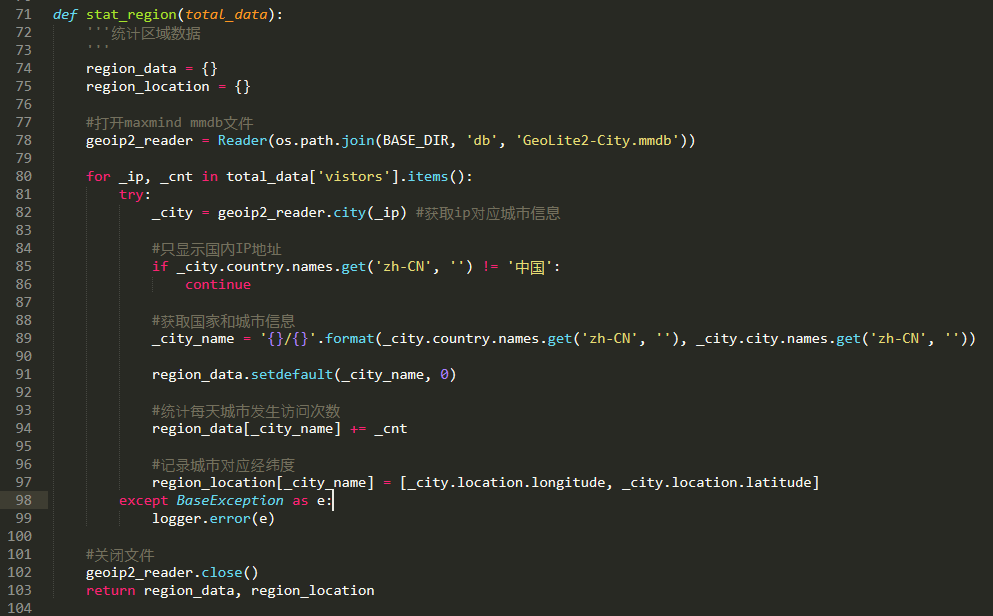 71 def stat_region(total_data):
72     '''统计区域数据
73     '''
74     region_data = {}
75     region_location = {}
76
77     #打开maxmind mmdb文件
78     geoip2_reader = Reader(os.path.join(BASE_DIR, 'db', 'GeoLite2-City.mmdb'))
79
80     for _ip, _cnt in total_data['vistors'].items():
81         try:
82             _city = geoip2_reader.city(_ip) #获取ip对应城市信息
83
84             #只显示国内IP地址
85             if _city.country.names.get('zh-CN', '') != '中国':
86                 continue
87
88             #获取国家和城市信息
89             _city_name = '{}/{}'.format(_city.country.names.get('zh-CN', ''), _city.city.names.get('zh-CN', ''))
90
91             region_data.setdefault(_city_name, 0)
92
93             #统计每天城市发生访问次数
94             region_data[_city_name] += _cnt
95
96             #记录城市对应经纬度
97             region_location[_city_name] = [_city.location.longitude, _city.location.latitude]
98         except BaseException as e:
99             logger.error(e)
100
101     #关闭文件
102     geoip2_reader.close()
103     return region_data, region_location
104